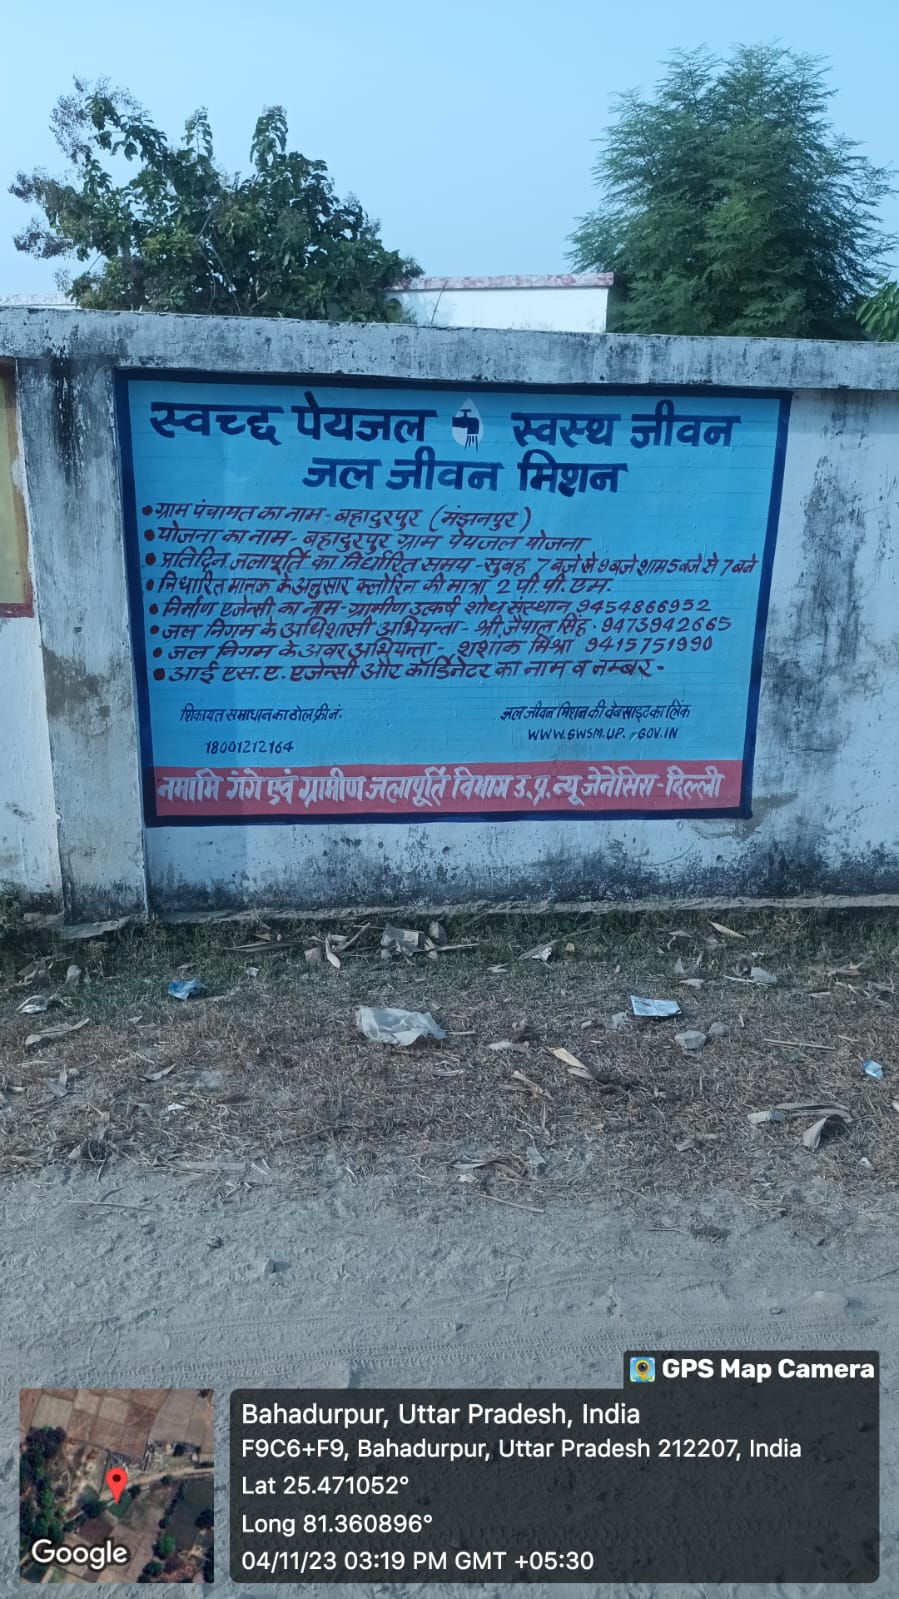 स्वच्छ पेयजल स्वस्थ जीवन
जल जीवन मिशन
• ग्राम पंचायत का नाम - बहादुरपुर (मंझनपुर)
• योजना का नाम - बहादुरपुर ग्राम पेयजल योजना
• प्रतिदिन जलापूर्ति का निर्धारित समय - सुबह 7 बजे से 9 बजे शाम 5 बजे से 7 बजे
• निर्धारित मानक के अनुसार क्लोरिन की मात्रा 2 पी.पी.एम.
• निर्माण एजेन्सी का नाम - ग्रामीण उत्कर्ष शोध संस्थान 9454866952
• जल निगम के अधिशासी अभियन्ता - श्री जैपाल सिंह - 9473942665
• जल निगम के अवर अभियन्ता - शशांक मिश्रा 9415751990
• आई एस.ए. एजेन्सी और कॉर्डिनेटर का नाम व नम्बर -
शिकायत समाधान का टोल फ्री नं. जल जीवन मिशन की वेबसाइट का लिंक
18001212164 WWW.SWSM.UP. GOV.IN
नमामि गंगे एवं ग्रामीण जलापूर्ति विभाग उ.प्र. न्यू जेनेसिस - दिल्ली
GPS Map Camera
Bahadurpur, Uttar Pradesh, India
F9C6+F9, Bahadurpur, Uttar Pradesh 212207, India
Lat 25.471052°
Long 81.360896°
04/11/23 03:19 PM GMT +05:30
Google